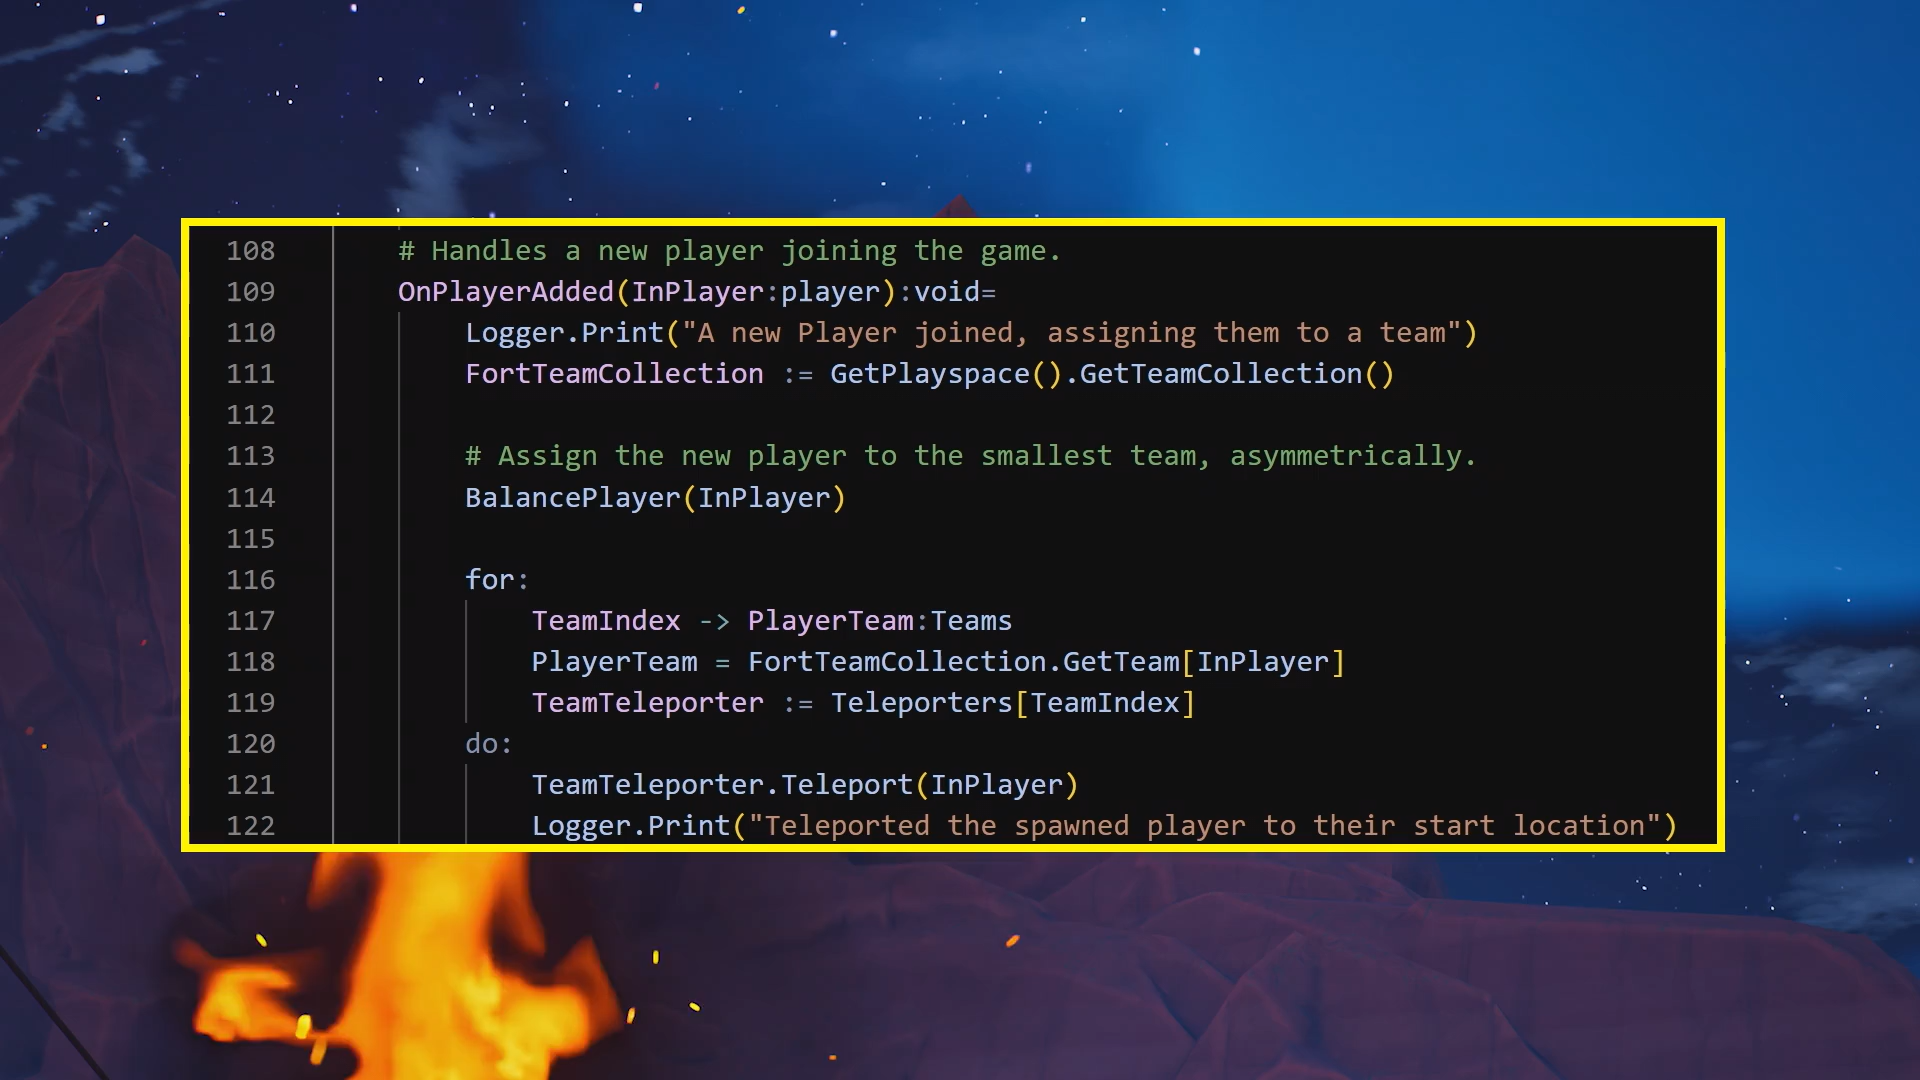 108 # Handles a new player joining the game.
109 OnPlayerAdded(InPlayer:player):void=
110 Logger.Print("A new Player joined, assigning them to a team")
111 FortTeamCollection := GetPlayspace().GetTeamCollection()
112
113 # Assign the new player to the smallest team, asymmetrically.
114 BalancePlayer(InPlayer)
115
116 for:
117 TeamIndex -> PlayerTeam:Teams
118 PlayerTeam = FortTeamCollection.GetTeam[InPlayer]
119 TeamTeleporter := Teleporters[TeamIndex]
120 do:
121 TeamTeleporter.Teleport(InPlayer)
122 Logger.Print("Teleported the spawned player to their start location")